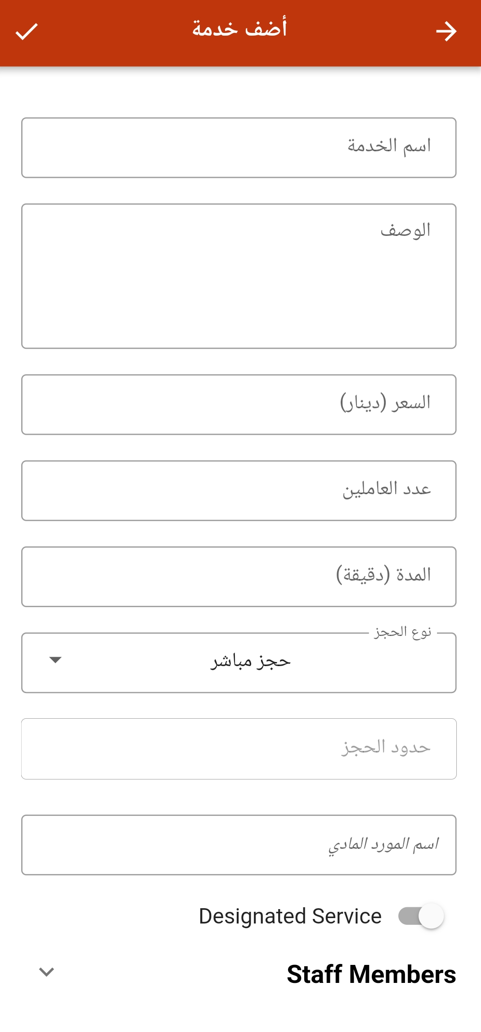 أضف خدمة
اسم الخدمة
الوصف
السعر (دينار)
عدد العاملين
المدة (دقيقة)
نوع الحجز
حجز مباشر
حدود الحجز
اسم المورد المادي
Designated Service
Staff Members